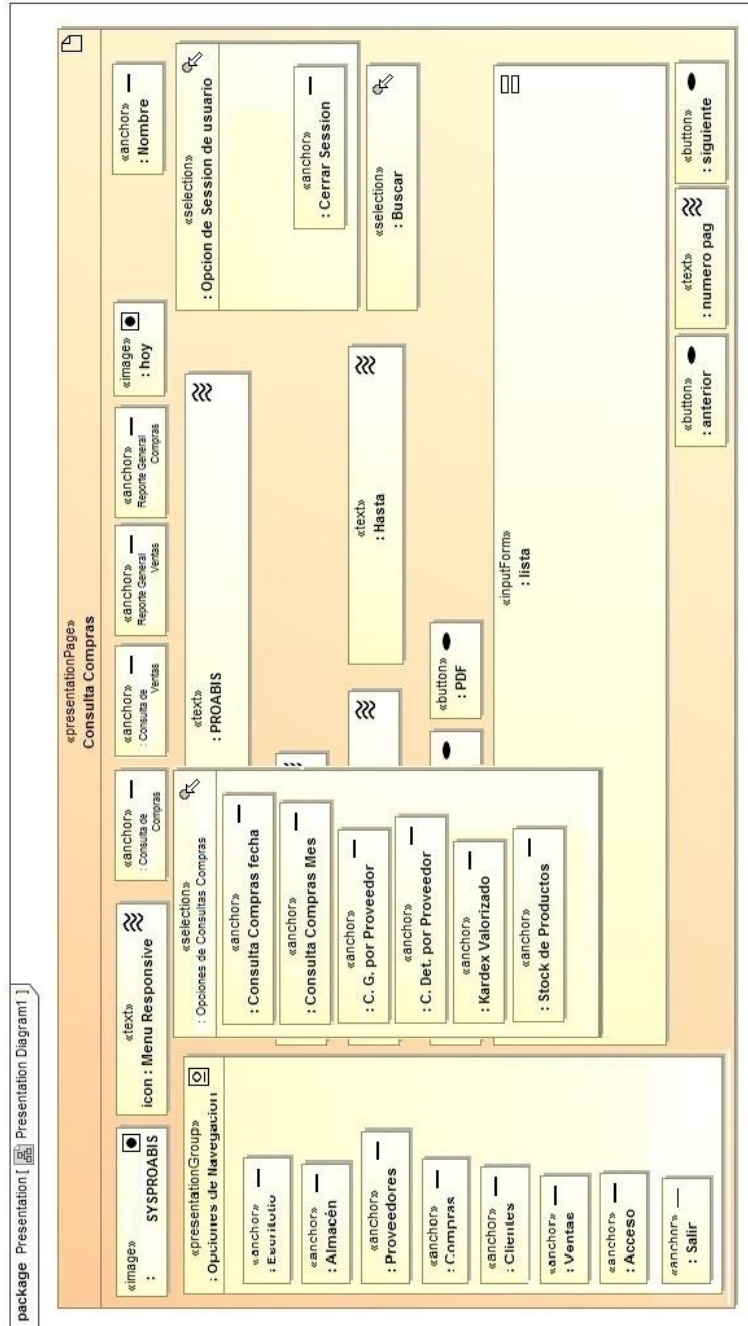 package Presentation [ Presentation Diagram1 ]
«presentationPage»
Consulta Compras
«image»
: SYSPROABIS
«text»
icon : Menu Responsive
«anchor»
: Consulta de
Compras
«anchor»
: Consulta de
Ventas
«anchor»
Reporte General
Ventas
«anchor»
Reporte General
Compras
«image»
: hoy
«anchor»
: Nombre
«presentationGroup»
: Opciones de Navegacion
«anchor»
: Escritotio
«anchor»
: Almacén
«anchor»
: Proveedores
«anchor»
: Compras
«anchor»
: Clientes
«anchor»
: Ventas
«anchor»
: Acceso
«anchor»
: Salir
«selection»
: Opciones de Consultas Compras
«anchor»
: Consulta Compras fecha
«anchor»
: Consulta Compras Mes
«anchor»
: C. G. por Proveedor
«anchor»
: C. Det. por Proveedor
«anchor»
: Kardex Valorizado
«anchor»
: Stock de Productos
«text»
: PROABIS
«selection»
: Opcion de Session de usuario
«anchor»
: Cerrar Session
«text»
: Hasta
«selection»
: Buscar
«button»
: PDF
«inputForm»
: lista
«button»
: anterior
«text»
: numero pag
«button»
: siguiente